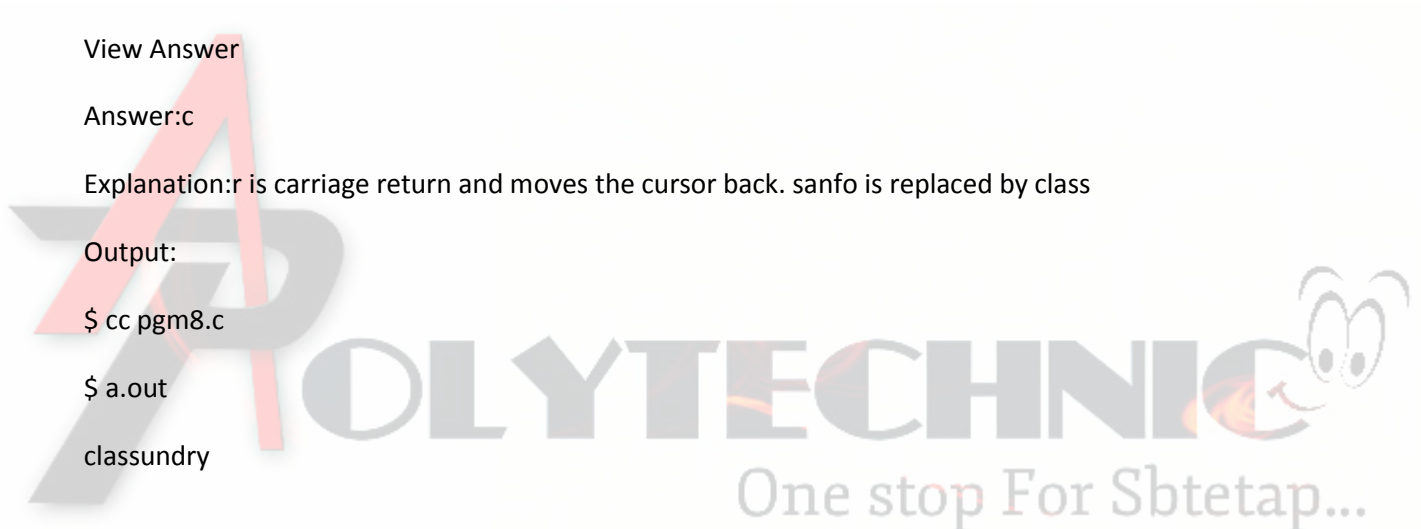 View Answer
Answer:c
Explanation:r is carriage return and moves the cursor back. sanfo is replaced by class
Output:
$ cc pgm8.c
$ a.out
classundry
AP
POLYTECHNIC
One stop For Sbtetap...